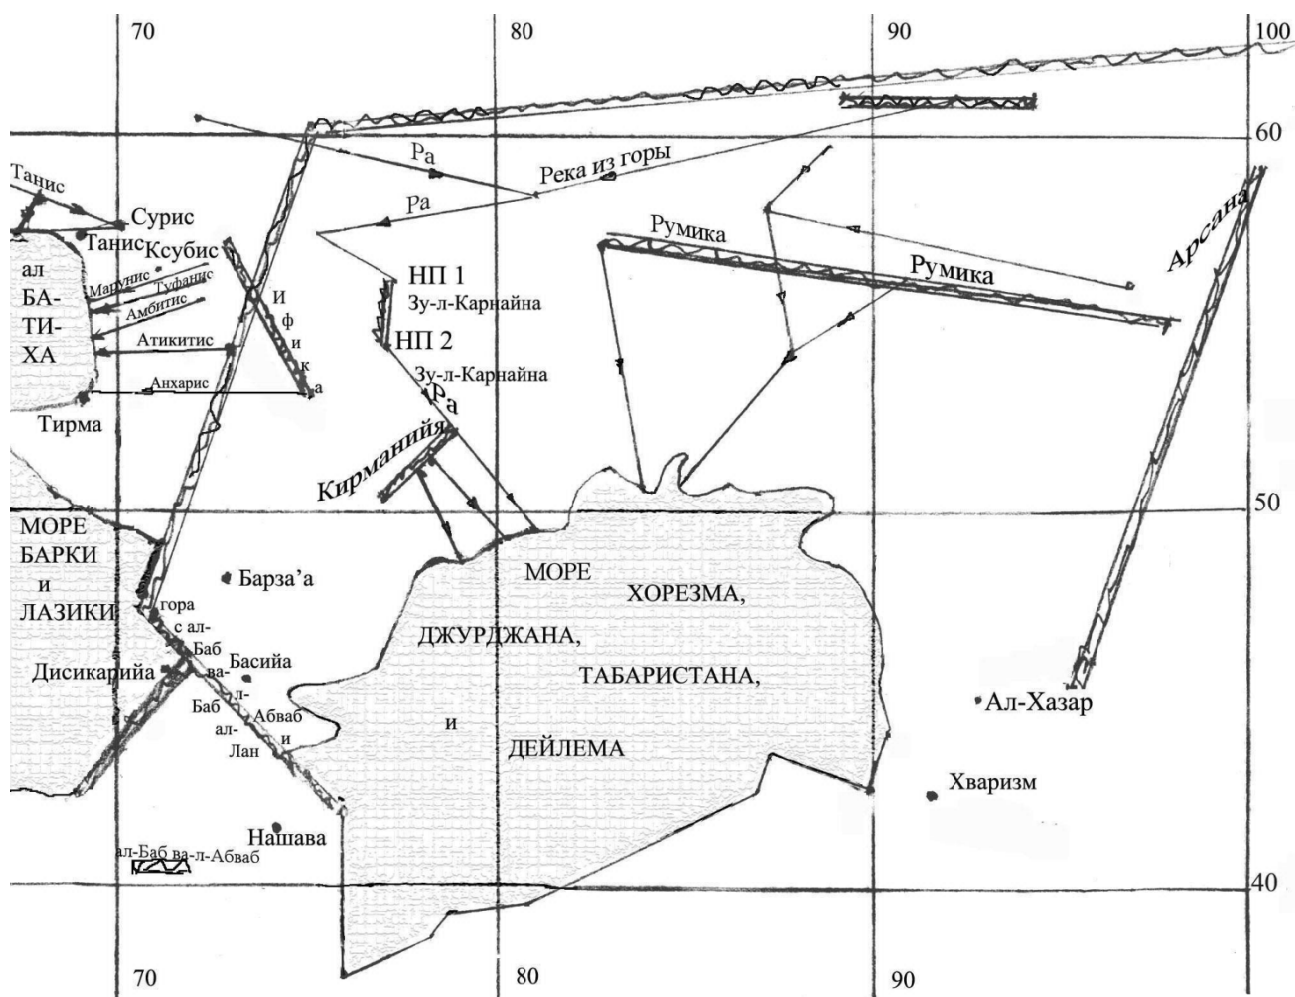 70
80
90
100
60
Ра
Река из горы
Танис
Ра
Сурис
Танис
Ксубис
Румика
Румика
Арсана
ал
БА-
ТИ-
ХА
Марунис
Туфанис
Амбитис
Атикитис
Анхарис
Ифика
НП 1
Зу-л-Карнайна
НП 2
Зу-л-Карнайна
Ра
Тирма
Кирманийя
50
МОРЕ
БАРКИ
и
ЛАЗИКИ
Барза’а
гора
с ал-
Баб
ва-
л-
Абваб
и
Баб
ал-
Лан
Дисикарийа
Басийа
МОРЕ
ХОРЕЗМА,
ДЖУРДЖАНА,
ТАБАРИСТАНА,
и
ДЕЙЛЕМА
Ал-Хазар
Хваризм
Нашава
ал-Баб ва-л-Абваб
40
70
80
90